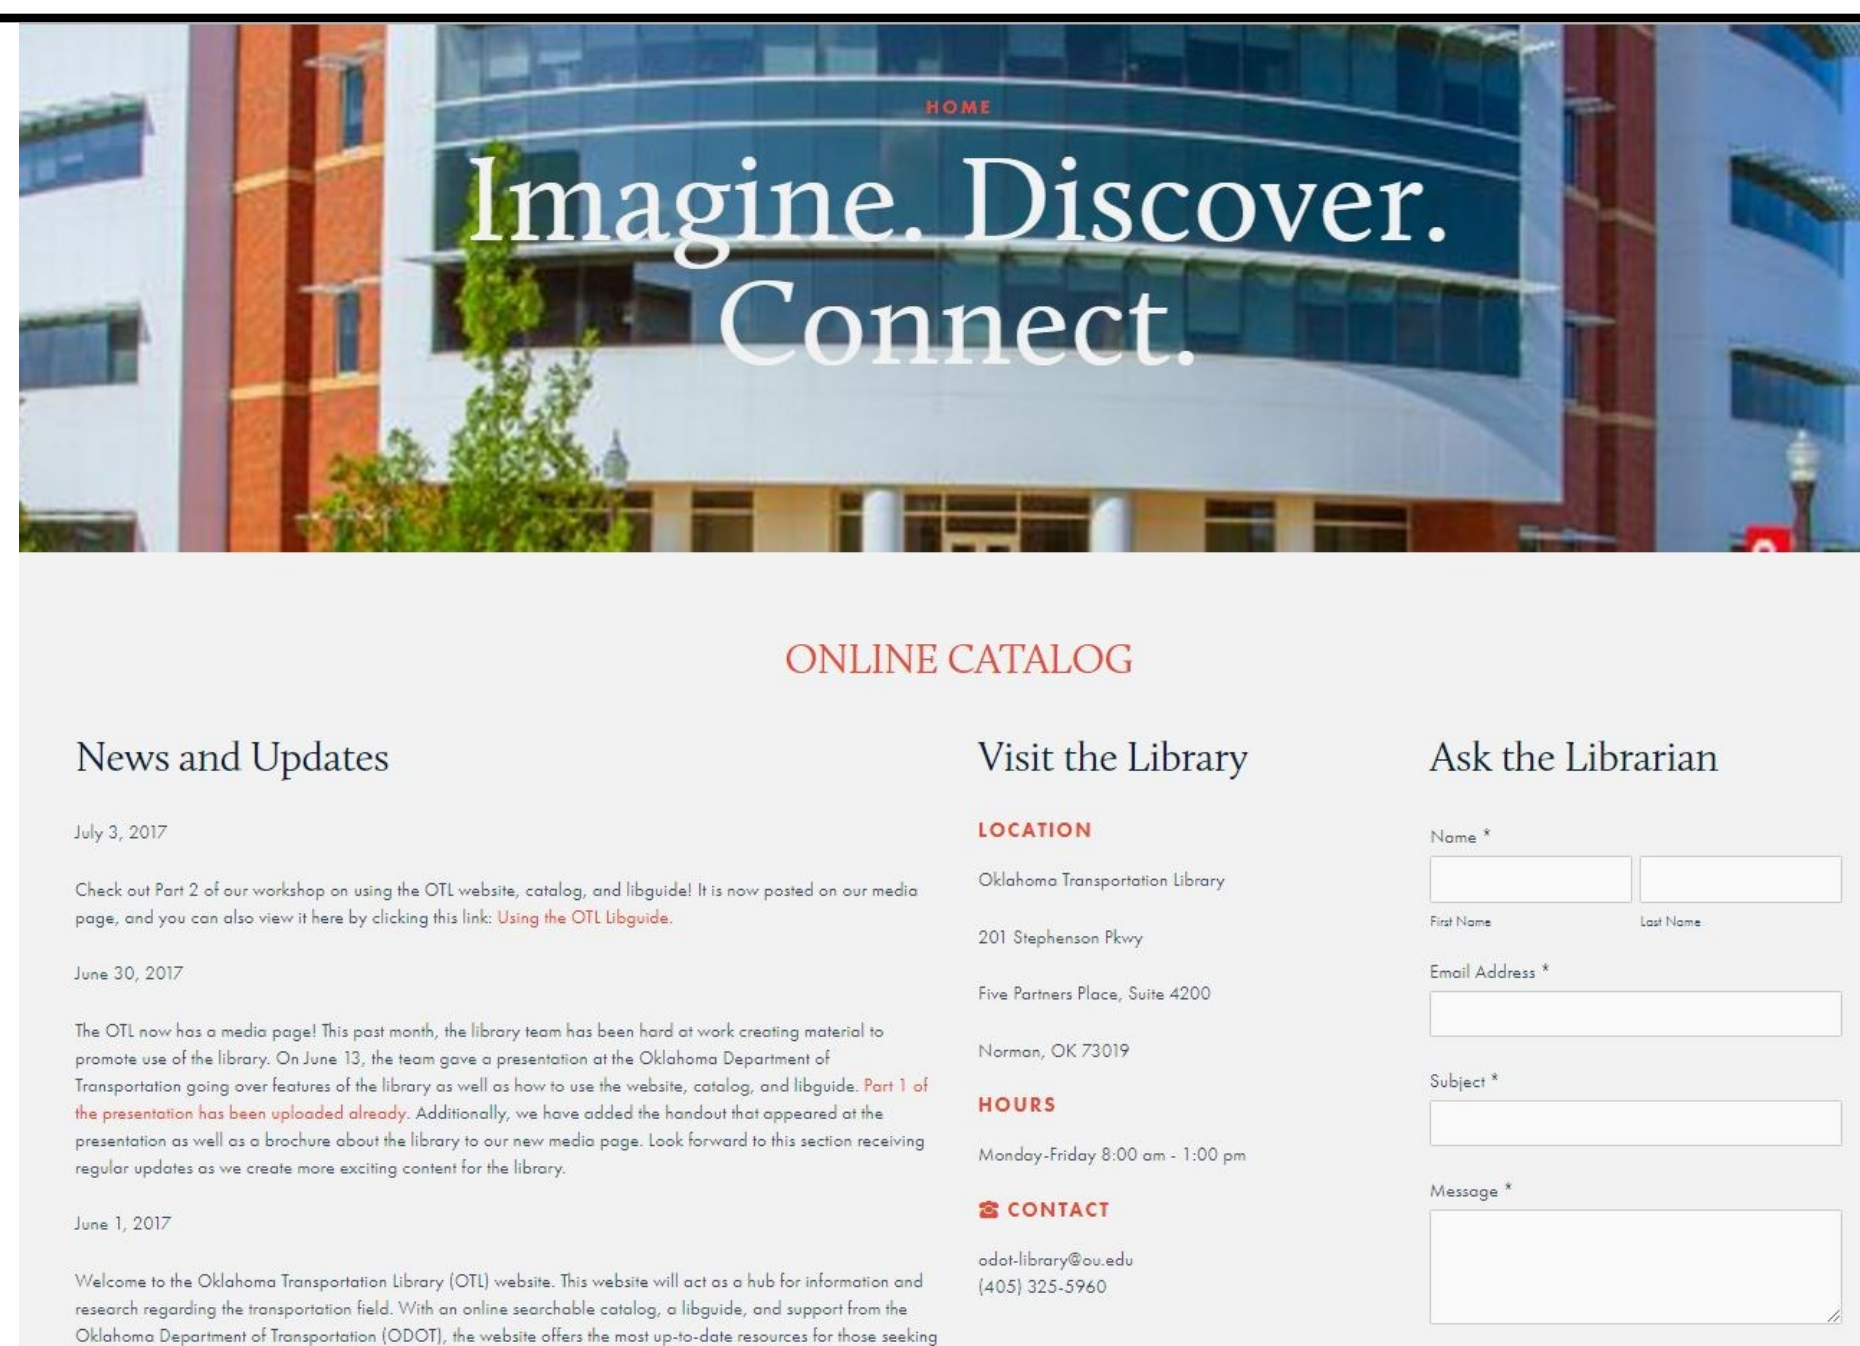 HOME
Imagine. Discover.
Connect.
ONLINE CATALOG
News and Updates
July 3, 2017
Check out Part 2 of our workshop on using the OTL website, catalog, and libguide! It is now posted on our media
page, and you can also view it here by clicking this link: Using the OTL Libguide.
June 30, 2017
The OTL now has a media page! This past month, the library team has been hard at work creating material to
promote use of the library. On June 13, the team gave a presentation at the Oklahoma Department of
Transportation going over features of the library as well as how to use the website, catalog, and libguide. Part 1 of
the presentation has been uploaded already. Additionally, we have added the handout that appeared at the
presentation as well as a brochure about the library to our new media page. Look forward to this section receiving
regular updates as we create more exciting content for the library.
June 1, 2017
Welcome to the Oklahoma Transportation Library (OTL) website. This website will act as a hub for information and
research regarding the transportation field. With an online searchable catalog, a libguide, and support from the
Oklahoma Department of Transportation (ODOT), the website offers the most up-to-date resources for those seeking
Visit the Library
LOCATION
Oklahoma Transportation Library
201 Stephenson Pkwy
Five Partners Place, Suite 4200
Norman, OK 73019
HOURS
Monday-Friday 8:00 am - 1:00 pm
CONTACT
odot-library@ou.edu
(405) 325-5960
Ask the Librarian
Name *
First Name Last Name
Email Address *
Subject *
Message *